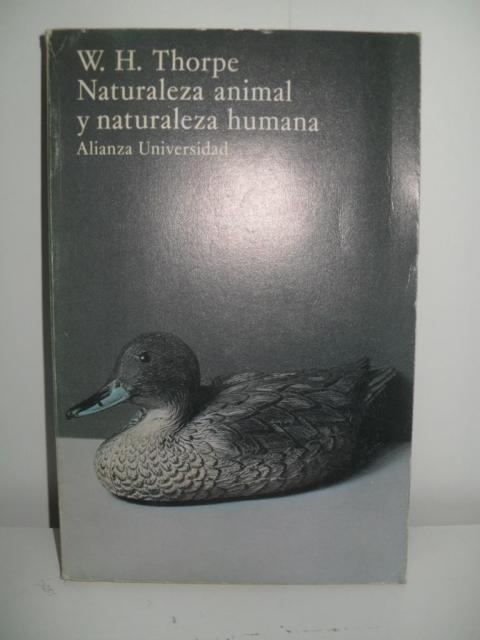 W. H. Thorpe
Naturaleza animal
y naturaleza humana
Alianza Universidad